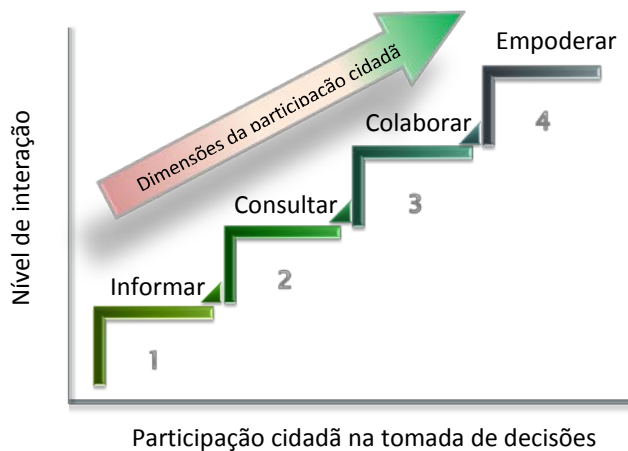 Empoderar
4
Dimensões da participação cidadã
Colaborar
3
Consultar
2
Informar
1
Nível de interação
Participação cidadã na tomada de decisões